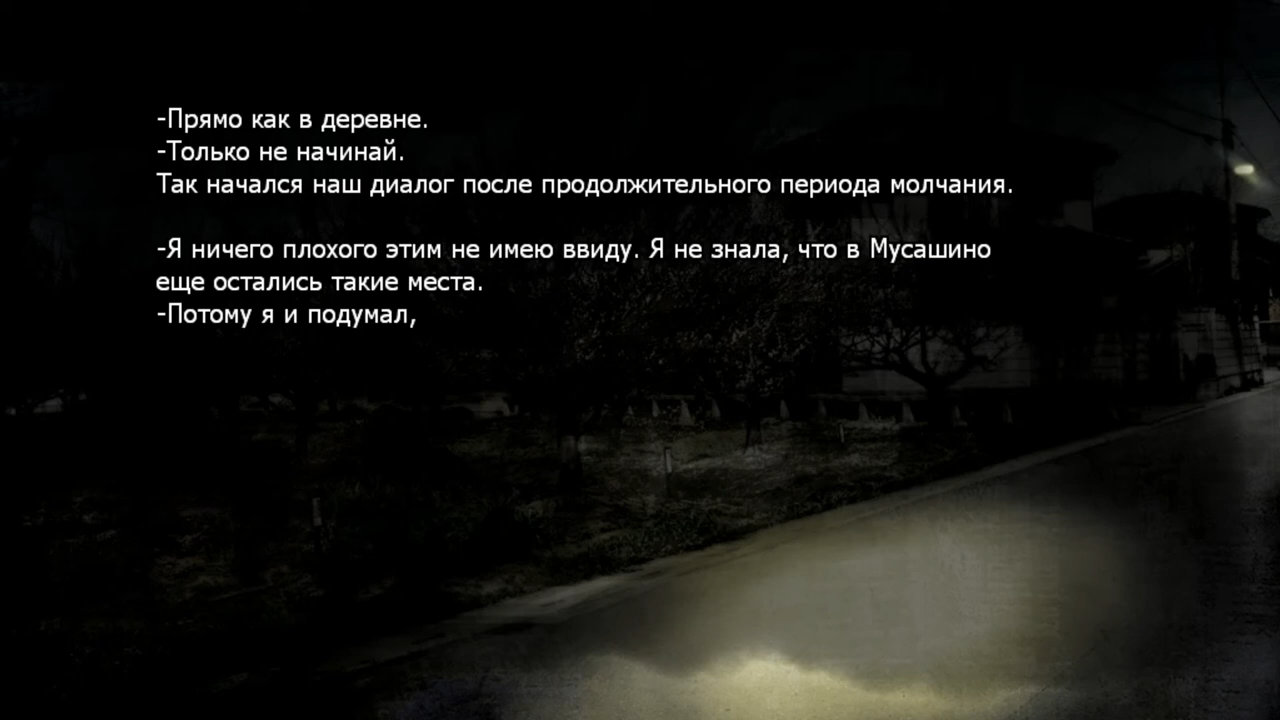 -Прямо как в деревне.
-Только не начинай.
Так начался наш диалог после продолжительного периода молчания.
-Я ничего плохого этим не имею ввиду. Я не знала, что в Мусашино
еще остались такие места.
-Потому я и подумал,